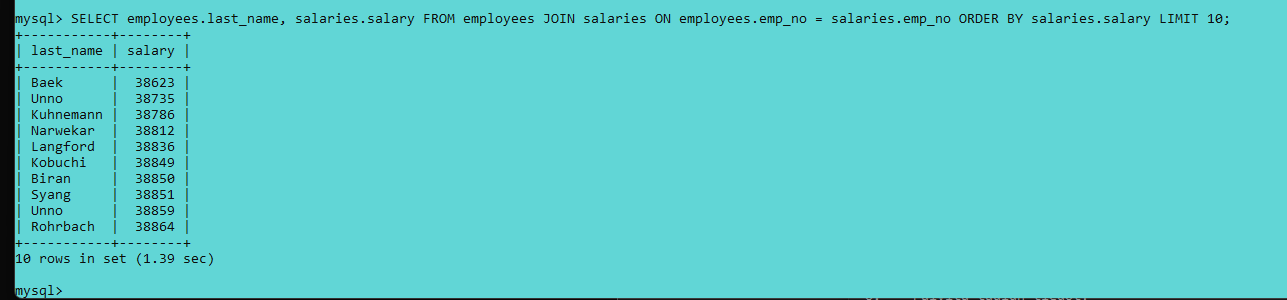 mysql> SELECT employees.last_name, salaries.salary FROM employees JOIN salaries ON employees.emp_no = salaries.emp_no ORDER BY salaries.salary LIMIT 10;
+-----------+--------+
| last_name | salary |
+-----------+--------+
| Baek      |  38623 |
| Unno      |  38735 |
| Kuhnemann |  38786 |
| Narwekar  |  38812 |
| Langford  |  38836 |
| Kobuchi   |  38849 |
| Biran     |  38850 |
| Syang     |  38851 |
| Unno      |  38859 |
| Rohrbach  |  38864 |
+-----------+--------+
10 rows in set (1.39 sec)
mysql>